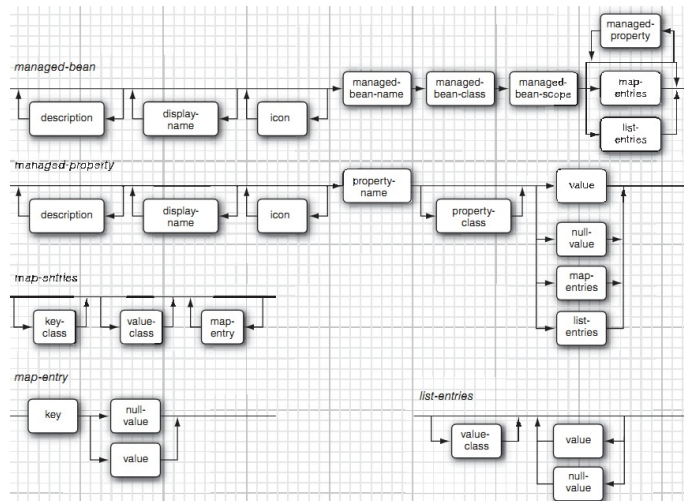 managed-
property
managed-bean
managed-
bean-name
managed-
bean-class
managed-
bean-scope
map-
entries
description
display-
name
icon
list-
entries
managed-property
property-
name
value
description
display-
name
icon
property-
class
null-
value
map-
entries
map-entries
list-
entries
key-
class
value-
class
map-
entry
map-entry
list-entries
key
null-
value
value
value-
class
value
null-
value